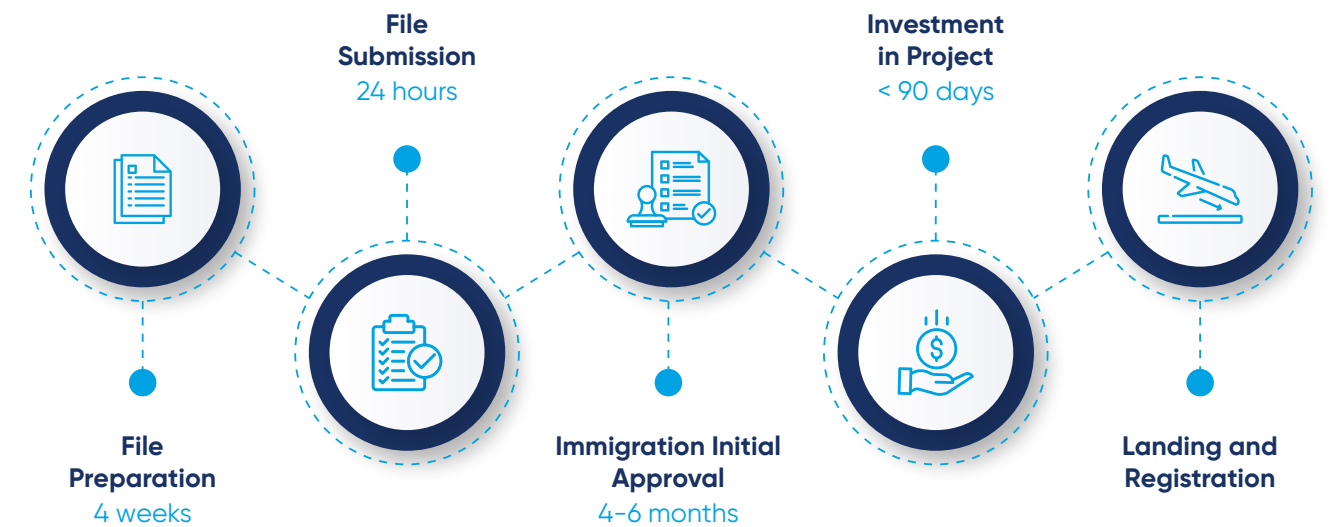 File
Preparation
4 weeks
File
Submission
24 hours
Immigration Initial
Approval
4-6 months
Investment
in Project
< 90 days
Landing and
Registration
$